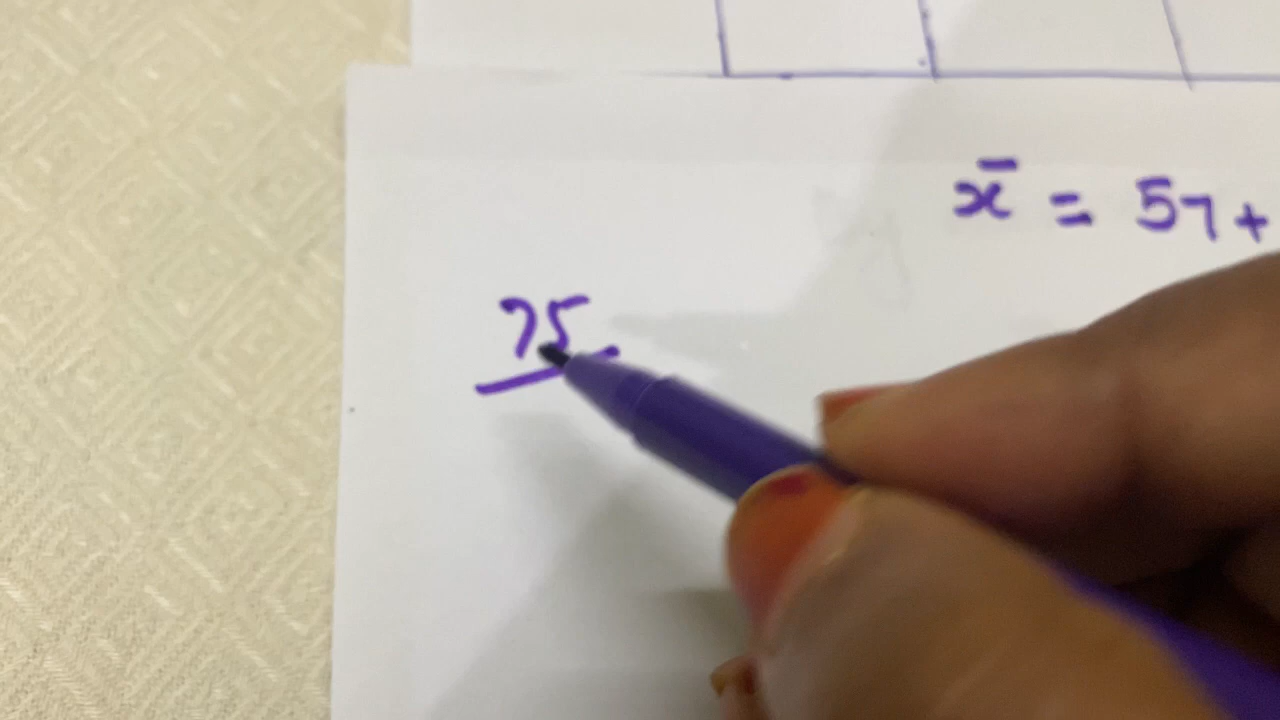 x̄ = 57 +
75